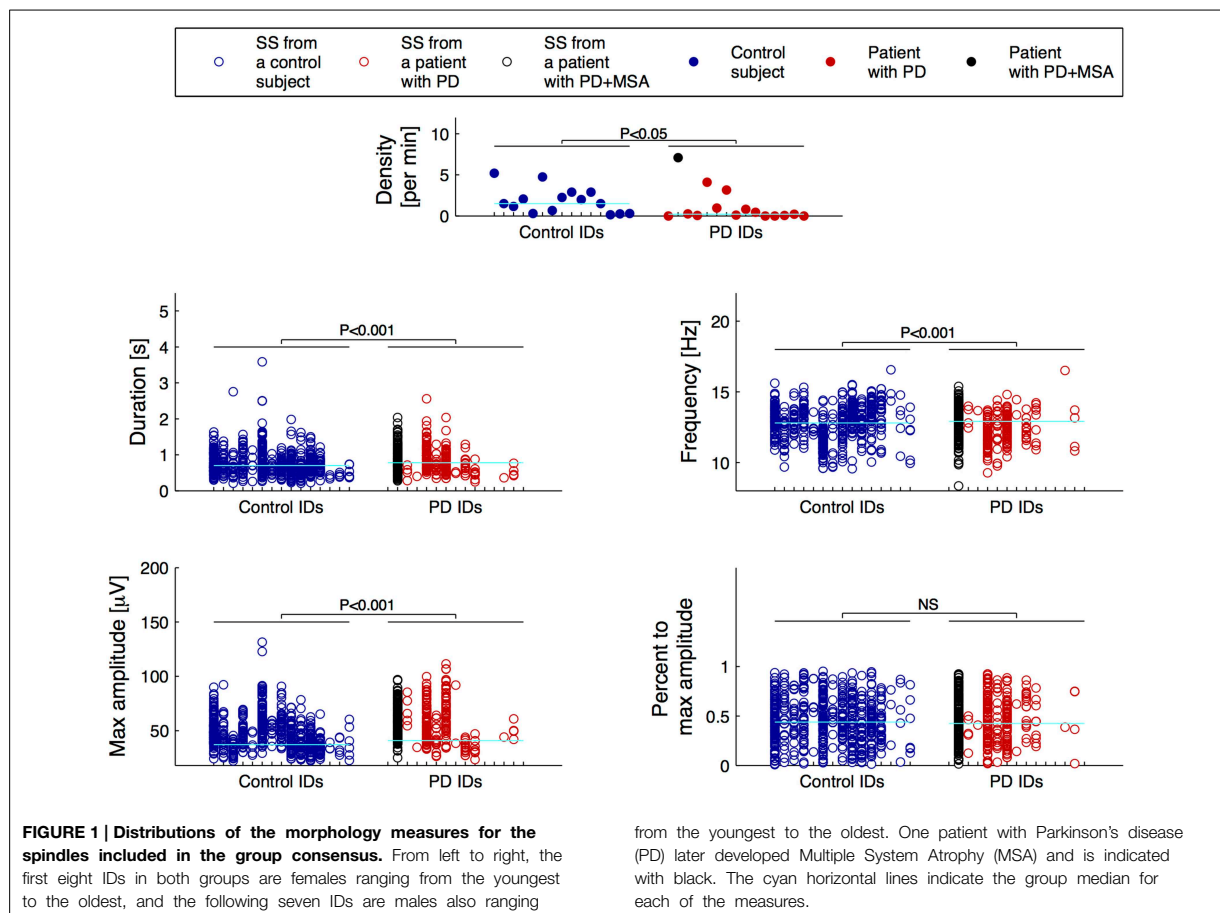 SS from
a control
subject
SS from
a patient
with PD
SS from
a patient
with PD+MSA
Control
subject
Patient
with PD
Patient
with PD+MSA
Density
[per min]
10
5
0
P<0.05
Control IDs
PD IDs
Duration [s]
5
4
3
2
1
0
P<0.001
Control IDs
PD IDs
Frequency [Hz]
20
15
10
P<0.001
Control IDs
PD IDs
Max amplitude [µV]
200
150
100
50
P<0.001
Control IDs
PD IDs
Percent to
max amplitude
1
0.5
0
NS
Control IDs
PD IDs
FIGURE 1 | Distributions of the morphology measures for the
spindles included in the group consensus. From left to right, the
first eight IDs in both groups are females ranging from the youngest
to the oldest, and the following seven IDs are males also ranging
from the youngest to the oldest. One patient with Parkinson's disease
(PD) later developed Multiple System Atrophy (MSA) and is indicated
with black. The cyan horizontal lines indicate the group median for
each of the measures.